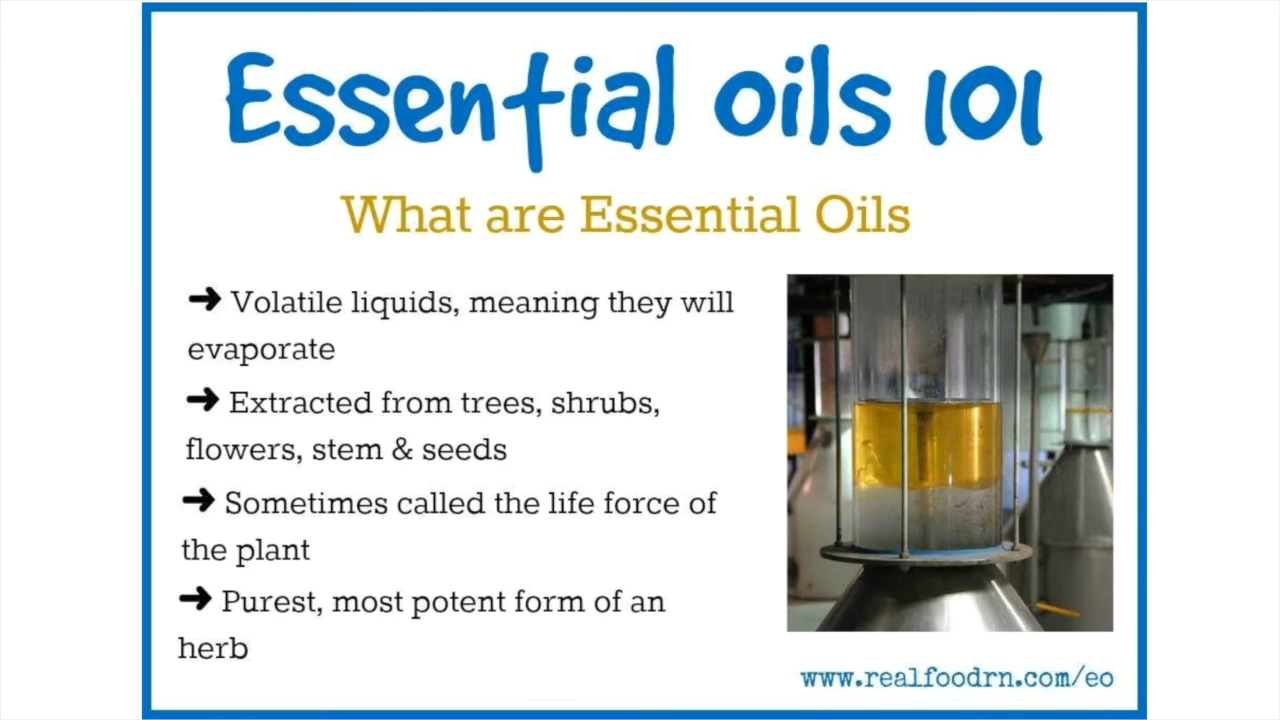 Essential oils 101
What are Essential Oils
➜ Volatile liquids, meaning they will
evaporate
➜ Extracted from trees, shrubs,
flowers, stem & seeds
➜ Sometimes called the life force of
the plant
➜ Purest, most potent form of an
herb
www.realfoodrn.com/eo